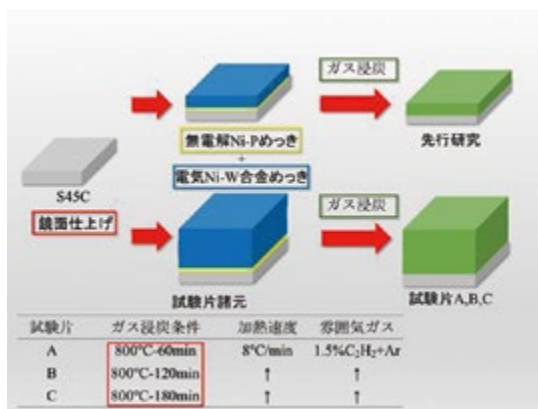 ガス浸炭
無電解Ni-Pめっき
+
電気Ni-W合金めっき
先行研究
S45C
鏡面仕上げ
ガス浸炭
試験片諸元
試験片A,B,C
試験片 ガス浸炭条件 加熱速度 雰囲気ガス
A 800℃-60min 8℃/min 1.5%C₂H₂+Ar
B 800℃-120min ↑ ↑
C 800℃-180min ↑ ↑